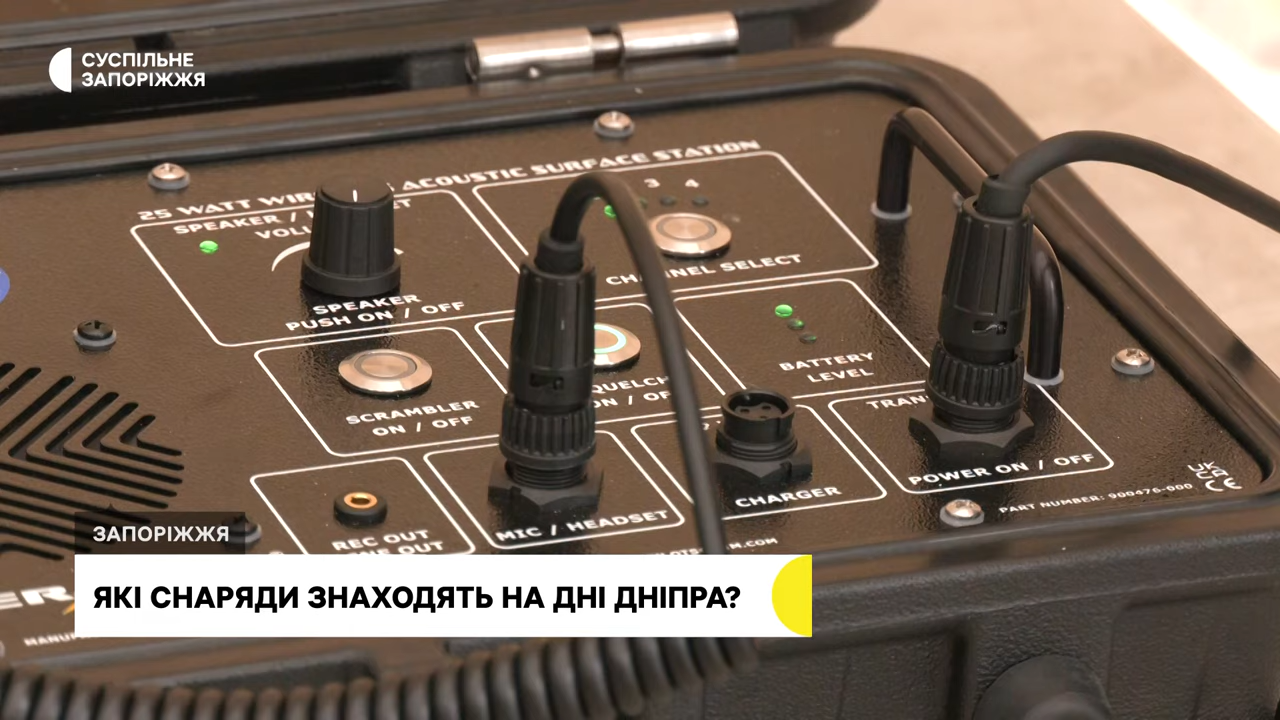 СУСПІЛЬНЕ
ЗАПОРІЖЖЯ
25 WATT ACOUSTIC SURFACE STATION
SPEAKER /
3 4
CHANNEL SELECT
SPEAKER
PUSH ON / OFF
BATTERY
LEVEL
SCRAMBLER
ON / OFF
POWER ON / OFF
CHARGER
MIC / HEADSET
REC OUT
PART NUMBER: 900476-000
UK
CA
CE
ЗАПОРІЖЖЯ
ЯКІ СНАРЯДИ ЗНАХОДЯТЬ НА ДНІ ДНІПРА?